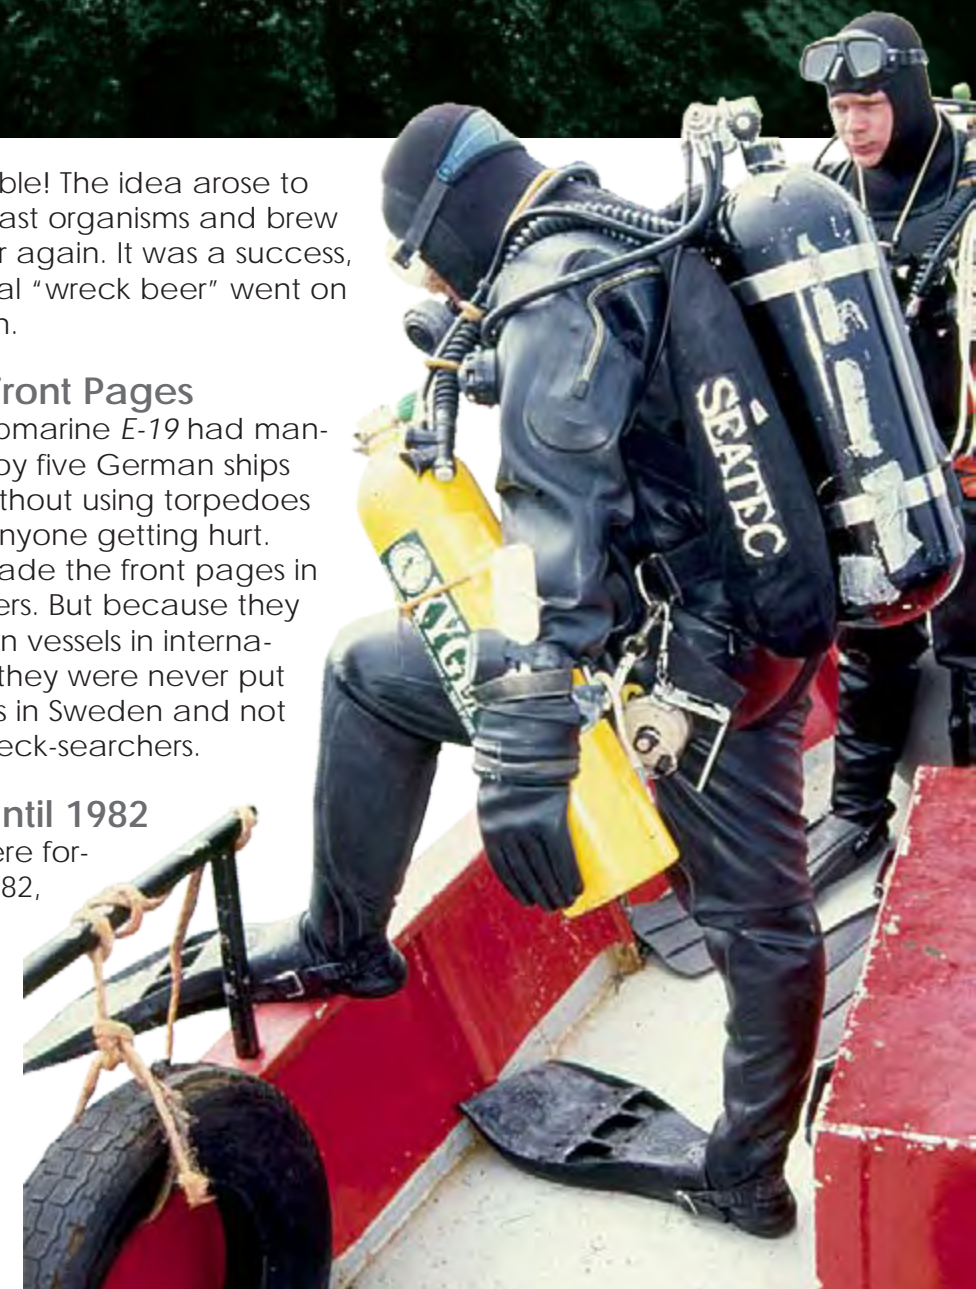 ble! The idea arose to
ast organisms and brew
r again. It was a success,
al “wreck beer” went on
n.
Front Pages
bmarine E-19 had man-
oy five German ships
thout using torpedoes
nyone getting hurt.
ade the front pages in
ers. But because they
n vessels in interna-
they were never put
s in Sweden and not
eck-searchers.
ntil 1982
ere for-
82,
SEATEC